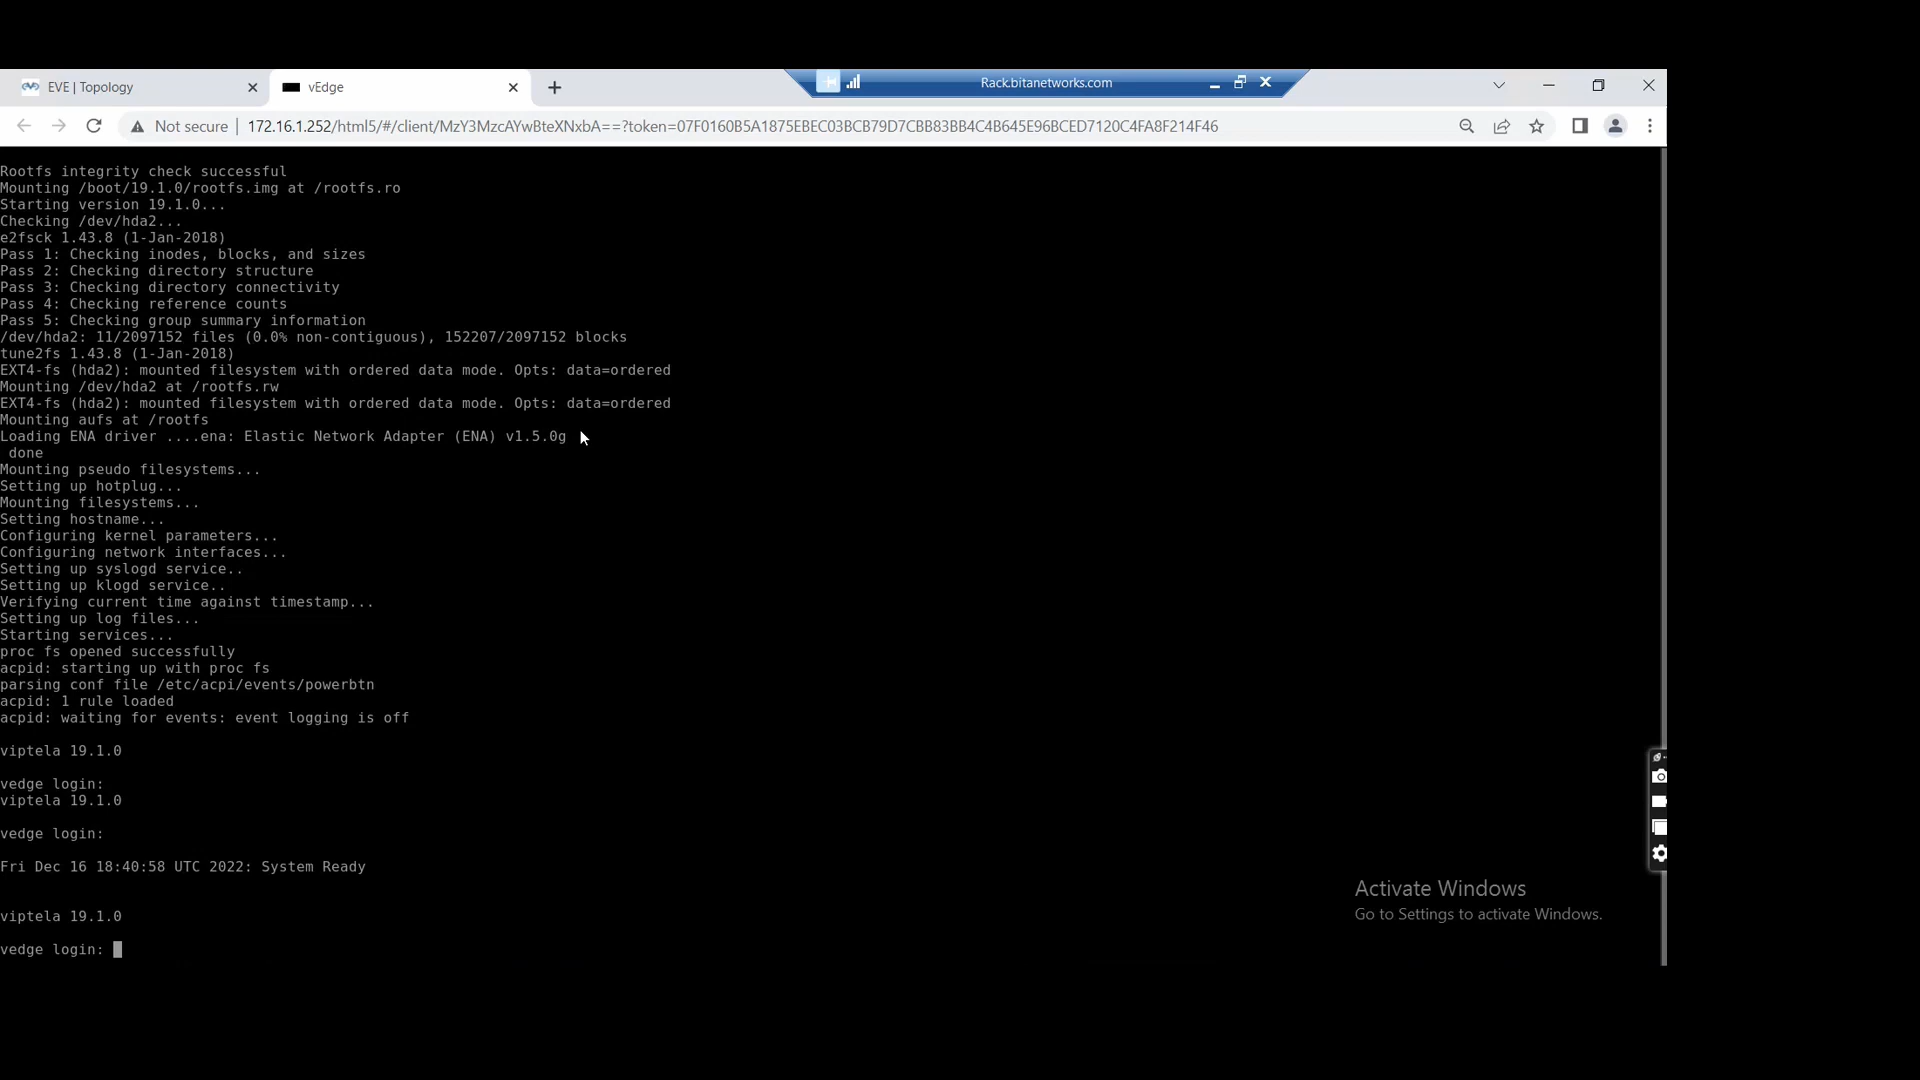 EVE | Topology
vEdge
Rack.bitanetworks.com
Not secure | 172.16.1.252/html5/#/client/MzY3MzcAYwBteXNxbA==?token=07F0160B5A1875EBEC03BCB79D7CBB83BB4C4B645E96BCED7120C4FA8F214F46
Rootfs integrity check successful
Mounting /boot/19.1.0/rootfs.img at /rootfs.ro
Starting version 19.1.0...
Checking /dev/hda2...
e2fsck 1.43.8 (1-Jan-2018)
Pass 1: Checking inodes, blocks, and sizes
Pass 2: Checking directory structure
Pass 3: Checking directory connectivity
Pass 4: Checking reference counts
Pass 5: Checking group summary information
/dev/hda2: 11/2097152 files (0.0% non-contiguous), 152207/2097152 blocks
tune2fs 1.43.8 (1-Jan-2018)
EXT4-fs (hda2): mounted filesystem with ordered data mode. Opts: data=ordered
Mounting /dev/hda2 at /rootfs.rw
EXT4-fs (hda2): mounted filesystem with ordered data mode. Opts: data=ordered
Mounting aufs at /rootfs
Loading ENA driver ....ena: Elastic Network Adapter (ENA) v1.5.0g
 done
Mounting pseudo filesystems...
Setting up hotplug...
Mounting filesystems...
Setting hostname...
Configuring kernel parameters...
Configuring network interfaces...
Setting up syslogd service..
Setting up klogd service..
Verifying current time against timestamp...
Setting up log files...
Starting services...
proc fs opened successfully
acpid: starting up with proc fs
parsing conf file /etc/acpi/events/powerbtn
acpid: 1 rule loaded
acpid: waiting for events: event logging is off
viptela 19.1.0
vedge login:
viptela 19.1.0
vedge login:
Fri Dec 16 18:40:58 UTC 2022: System Ready
viptela 19.1.0
vedge login:
Activate Windows
Go to Settings to activate Windows.